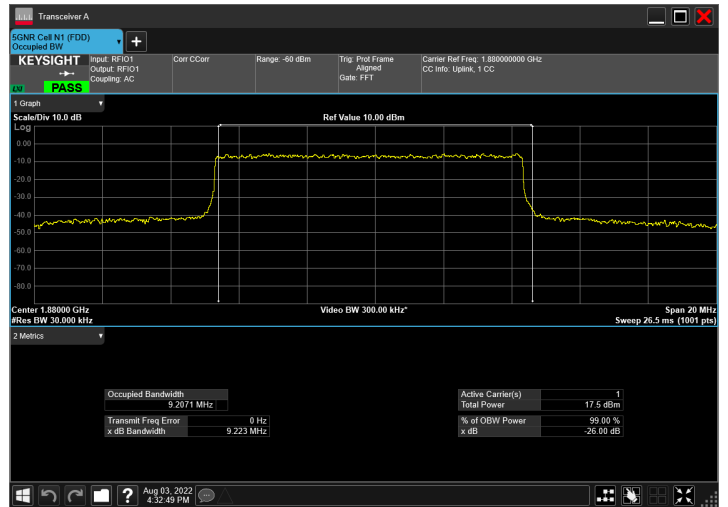 Transceiver A
5GNR Cell N1 (FDD)
Occupied BW
KEYSIGHT
LXI
PASS
Input: RFIO1
Output: RFIO1
Coupling: AC
Corr CCorr
Range: -60 dBm
Trig: Prot Frame
Aligned
Gate: FFT
Carrier Ref Freq: 1.880000000 GHz
CC Info: Uplink, 1 CC
1 Graph
Scale/Div 10.0 dB
Ref Value 10.00 dBm
Log
0.00
-10.0
-20.0
-30.0
-40.0
-50.0
-60.0
-70.0
-80.0
Center 1.88000 GHz
Video BW 300.00 kHz*
Span 20 MHz
#Res BW 30.000 kHz
Sweep 26.5 ms (1001 pts)
2 Metrics
Occupied Bandwidth
9.2071 MHz
Transmit Freq Error 0 Hz
x dB Bandwidth 9.223 MHz
Active Carrier(s) 1
Total Power 17.5 dBm
% of OBW Power 99.00 %
x dB -26.00 dB
?
Aug 03, 2022
4:32:49 PM